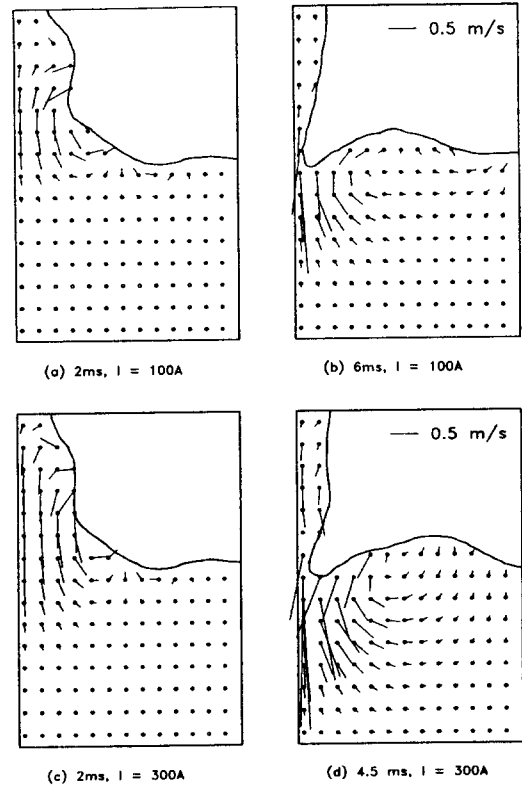 0.5 m/s
(a) 2ms, I = 100A
(b) 6ms, I = 100A
0.5 m/s
(c) 2ms, I = 300A
(d) 4.5 ms, I = 300A